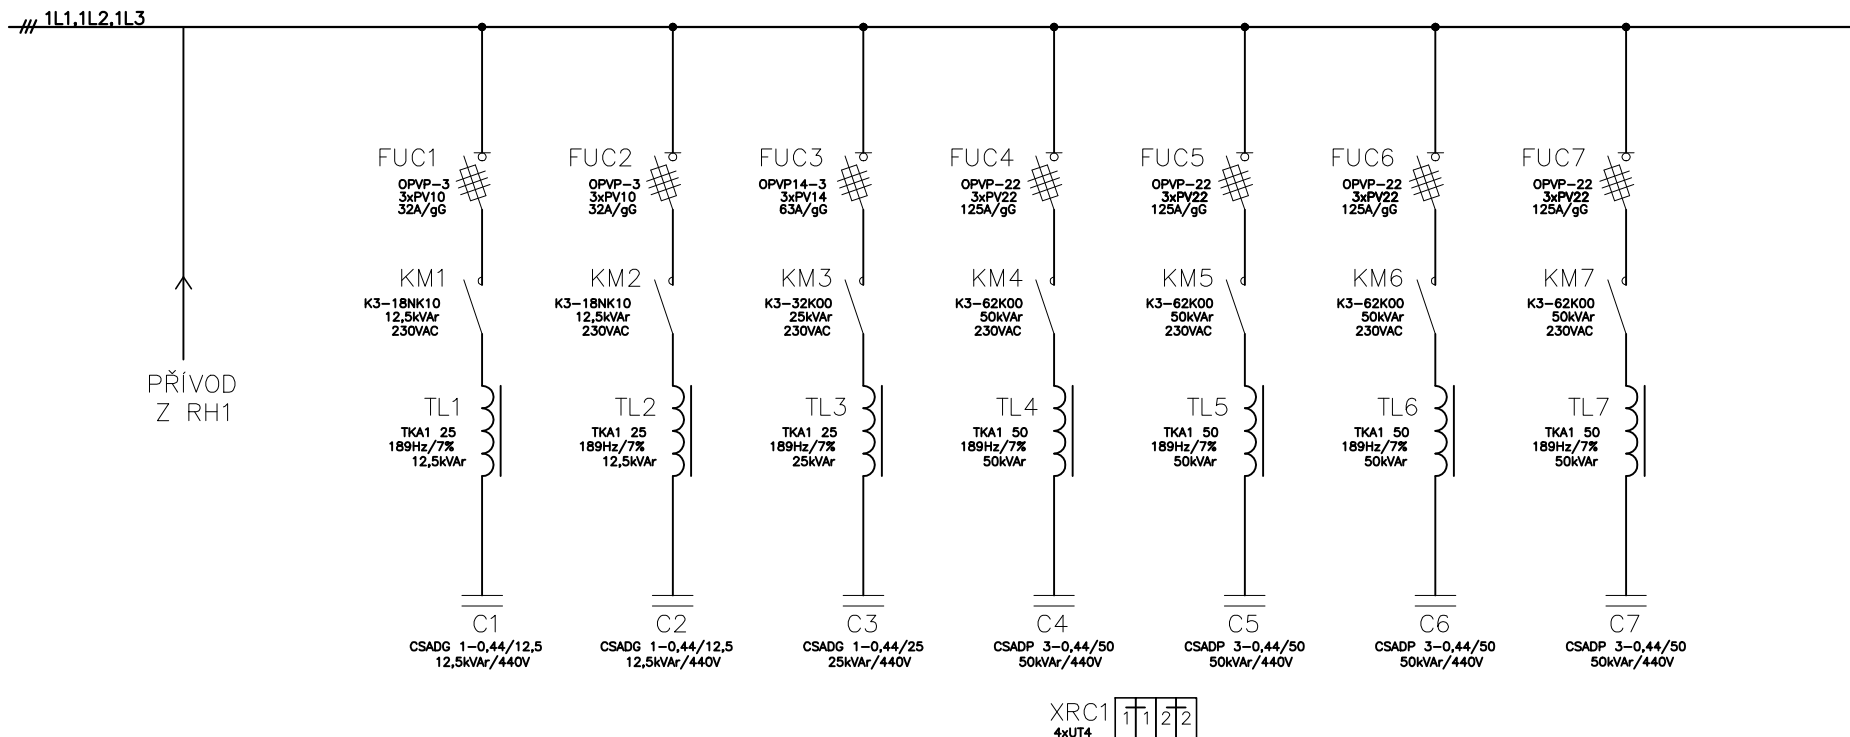 1L1,1L2,1L3
FUC1
OPVP-3
3xPV10
32A/gG
FUC2
OPVP-3
3xPV10
32A/gG
FUC3
OPVP14-3
3xPV14
63A/gG
FUC4
OPVP-22
3xPV22
125A/gG
FUC5
OPVP-22
3xPV22
125A/gG
FUC6
OPVP-22
3xPV22
125A/gG
FUC7
OPVP-22
3xPV22
125A/gG
KM1
K3-18NK10
12,5kVAr
230VAC
KM2
K3-18NK10
12,5kVAr
230VAC
KM3
K3-32K00
25kVAr
230VAC
KM4
K3-62K00
50kVAr
230VAC
KM5
K3-62K00
50kVAr
230VAC
KM6
K3-62K00
50kVAr
230VAC
KM7
K3-62K00
50kVAr
230VAC
PŘÍVOD
Z RH1
TL1
TKA1 25
189Hz/7%
12,5kVAr
TL2
TKA1 25
189Hz/7%
12,5kVAr
TL3
TKA1 25
189Hz/7%
25kVAr
TL4
TKA1 50
189Hz/7%
50kVAr
TL5
TKA1 50
189Hz/7%
50kVAr
TL6
TKA1 50
189Hz/7%
50kVAr
TL7
TKA1 50
189Hz/7%
50kVAr
C1
CSADG 1-0,44/12,5
12,5kVAr/440V
C2
CSADG 1-0,44/12,5
12,5kVAr/440V
C3
CSADG 1-0,44/25
25kVAr/440V
C4
CSADP 3-0,44/50
50kVAr/440V
C5
CSADP 3-0,44/50
50kVAr/440V
C6
CSADP 3-0,44/50
50kVAr/440V
C7
CSADP 3-0,44/50
50kVAr/440V
XRC1 1 1 2 2
4xUT4